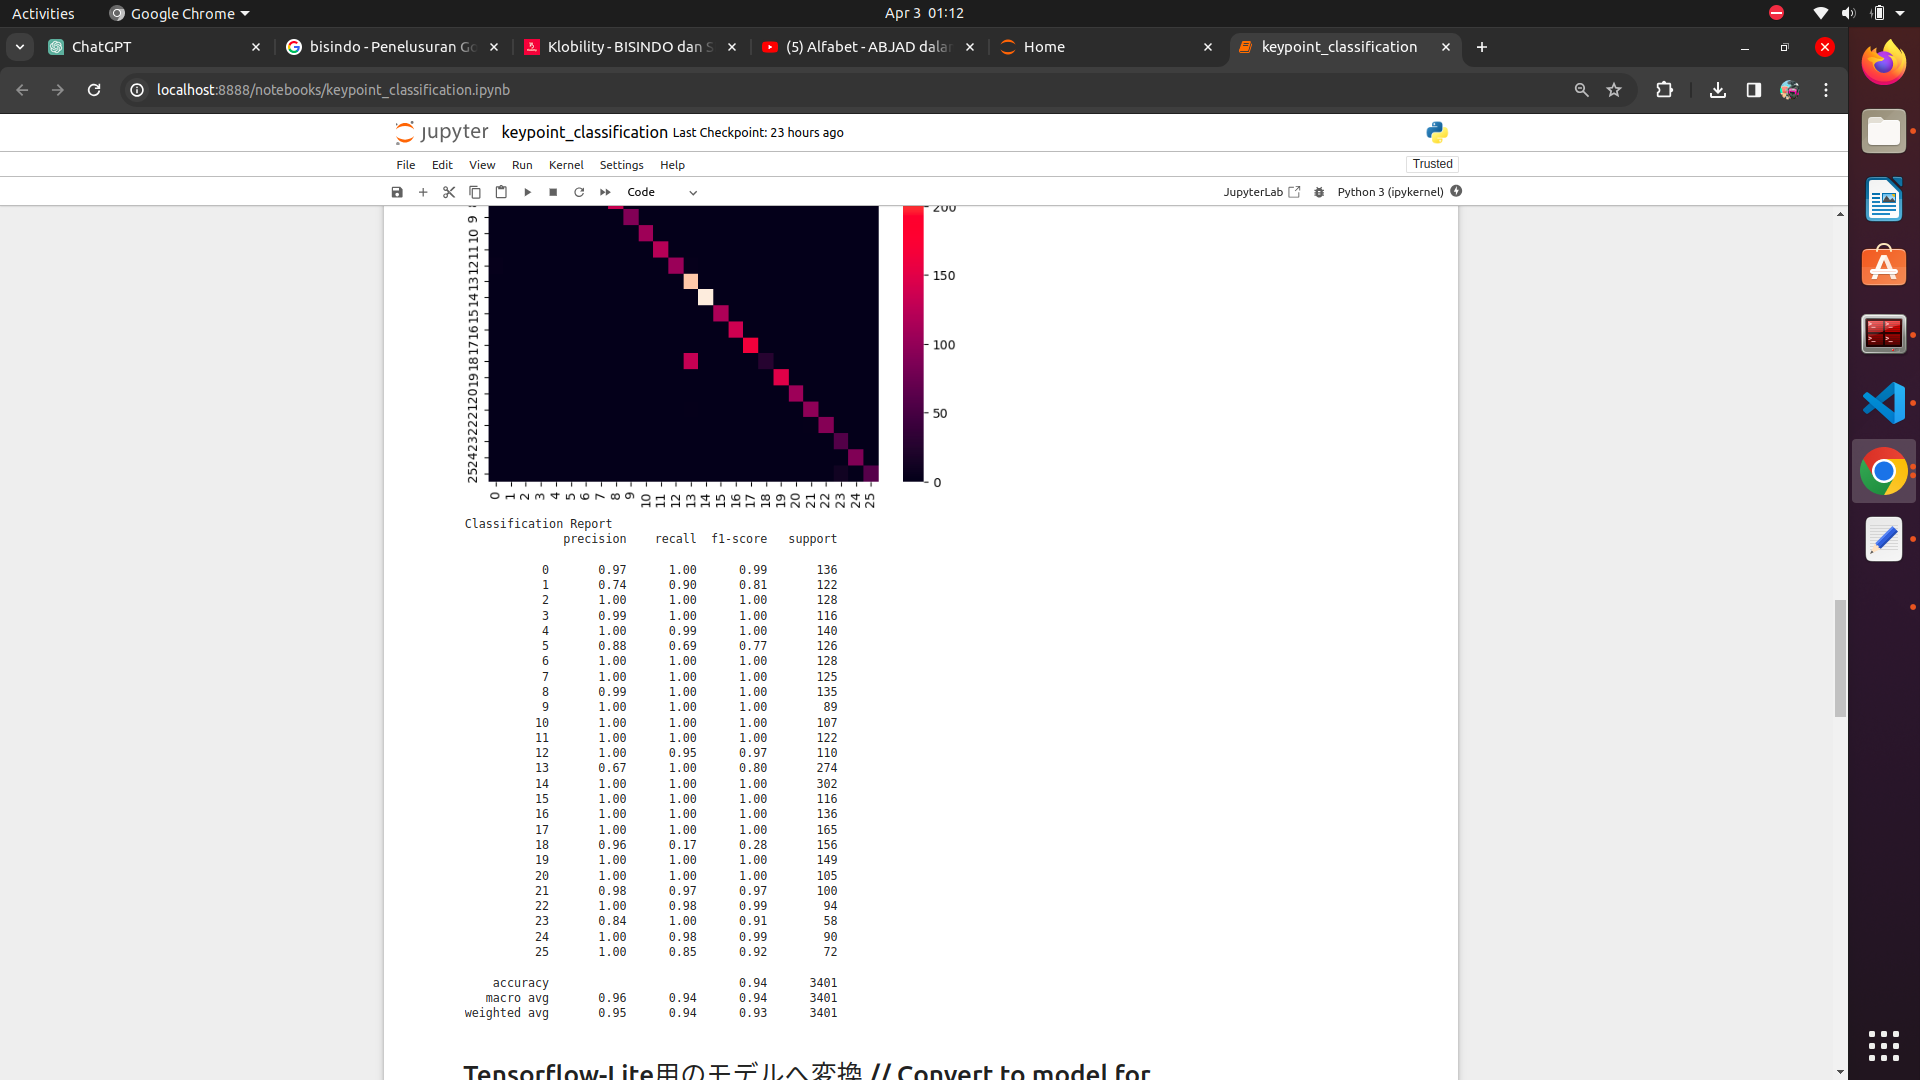 Activities
Google Chrome
Apr 3 01:12
ChatGPT
bisindo - Penelusuran Go
Klobility - BISINDO dan S
(5) Alfabet - ABJAD dalam
Home
keypoint_classification
localhost:8888/notebooks/keypoint_classification.ipynb
jupyter
keypoint_classification Last Checkpoint: 23 hours ago
File Edit View Run Kernel Settings Help
Trusted
Code
JupyterLab
Python 3 (ipykernel)
9
10
11
12
13
14
15
16
17
18
19
20
21
22
23
24
25
0 1 2 3 4 5 6 7 8 9 10 11 12 13 14 15 16 17 18 19 20 21 22 23 24 25
200
150
100
50
0
Classification Report
precision recall f1-score support
0 0.97 1.00 0.99 136
1 0.74 0.90 0.81 122
2 1.00 1.00 1.00 128
3 0.99 1.00 1.00 116
4 1.00 0.99 1.00 140
5 0.88 0.69 0.77 126
6 1.00 1.00 1.00 128
7 1.00 1.00 1.00 125
8 0.99 1.00 1.00 135
9 1.00 1.00 1.00 89
10 1.00 1.00 1.00 107
11 1.00 1.00 1.00 122
12 1.00 0.95 0.97 110
13 0.67 1.00 0.80 274
14 1.00 1.00 1.00 302
15 1.00 1.00 1.00 116
16 1.00 1.00 1.00 136
17 1.00 1.00 1.00 165
18 0.96 0.17 0.28 156
19 1.00 1.00 1.00 149
20 1.00 1.00 1.00 105
21 0.98 0.97 0.97 100
22 1.00 0.98 0.99 94
23 0.84 1.00 0.91 58
24 1.00 0.98 0.99 90
25 1.00 0.85 0.92 72
accuracy 0.94 3401
macro avg 0.96 0.94 0.94 3401
weighted avg 0.95 0.94 0.93 3401
Tensorflow-Lite用のモデルへ変換 // Convert to model for